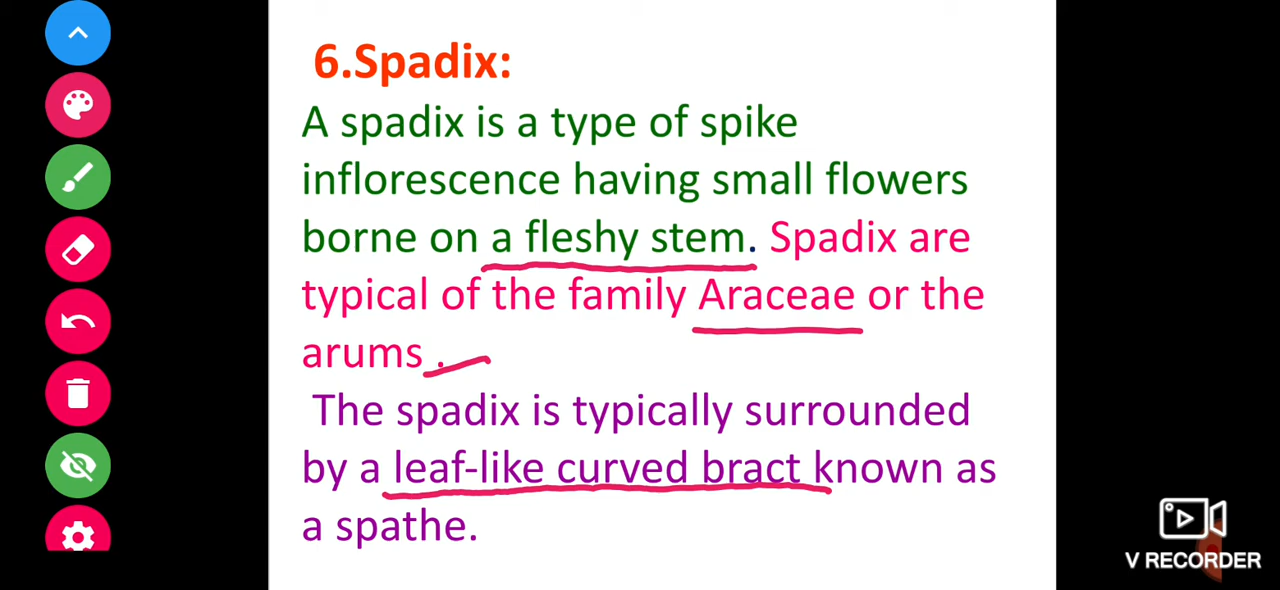 6.Spadix:
A spadix is a type of spike
inflorescence having small flowers
borne on a fleshy stem. Spadix are
typical of the family Araceae or the
arums .
The spadix is typically surrounded
by a leaf-like curved bract known as
a spathe.
V RECORDER